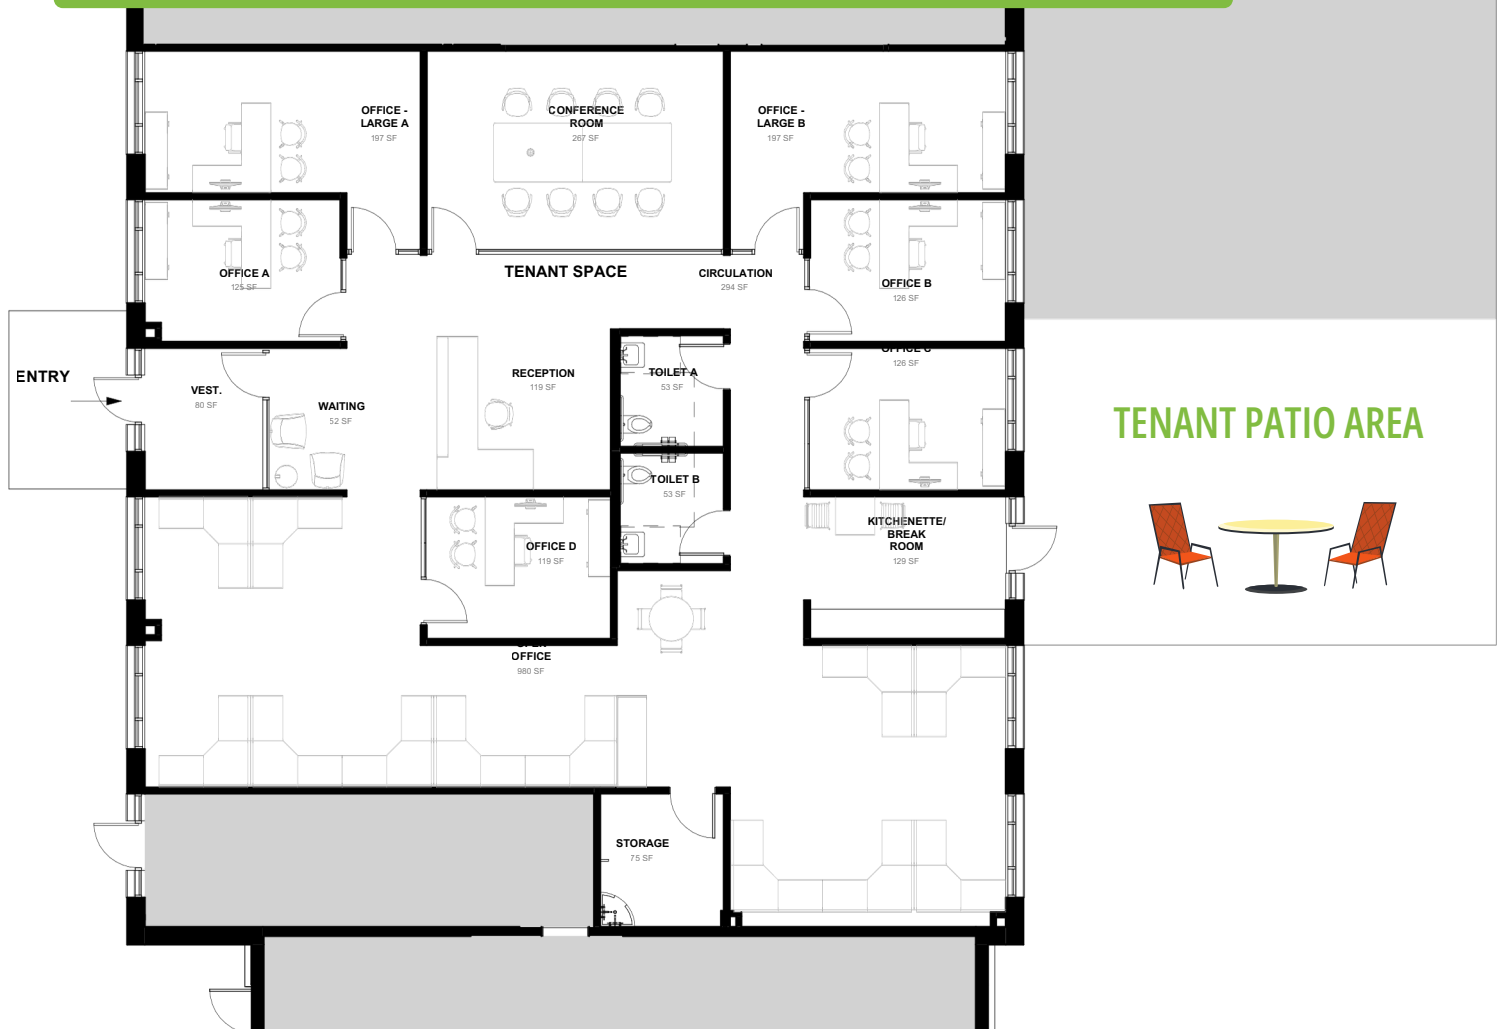 OFFICE -
LARGE A
197 SF
CONFERENCE
ROOM
267 SF
OFFICE -
LARGE B
197 SF
OFFICE A
125 SF
TENANT SPACE
CIRCULATION
294 SF
OFFICE B
126 SF
ENTRY
VEST.
80 SF
WAITING
52 SF
RECEPTION
119 SF
TOILET A
53 SF
OFFICE C
126 SF
TENANT PATIO AREA
TOILET B
53 SF
OFFICE D
119 SF
KITCHENETTE/
BREAK
ROOM
129 SF
OPEN
OFFICE
980 SF
STORAGE
75 SF